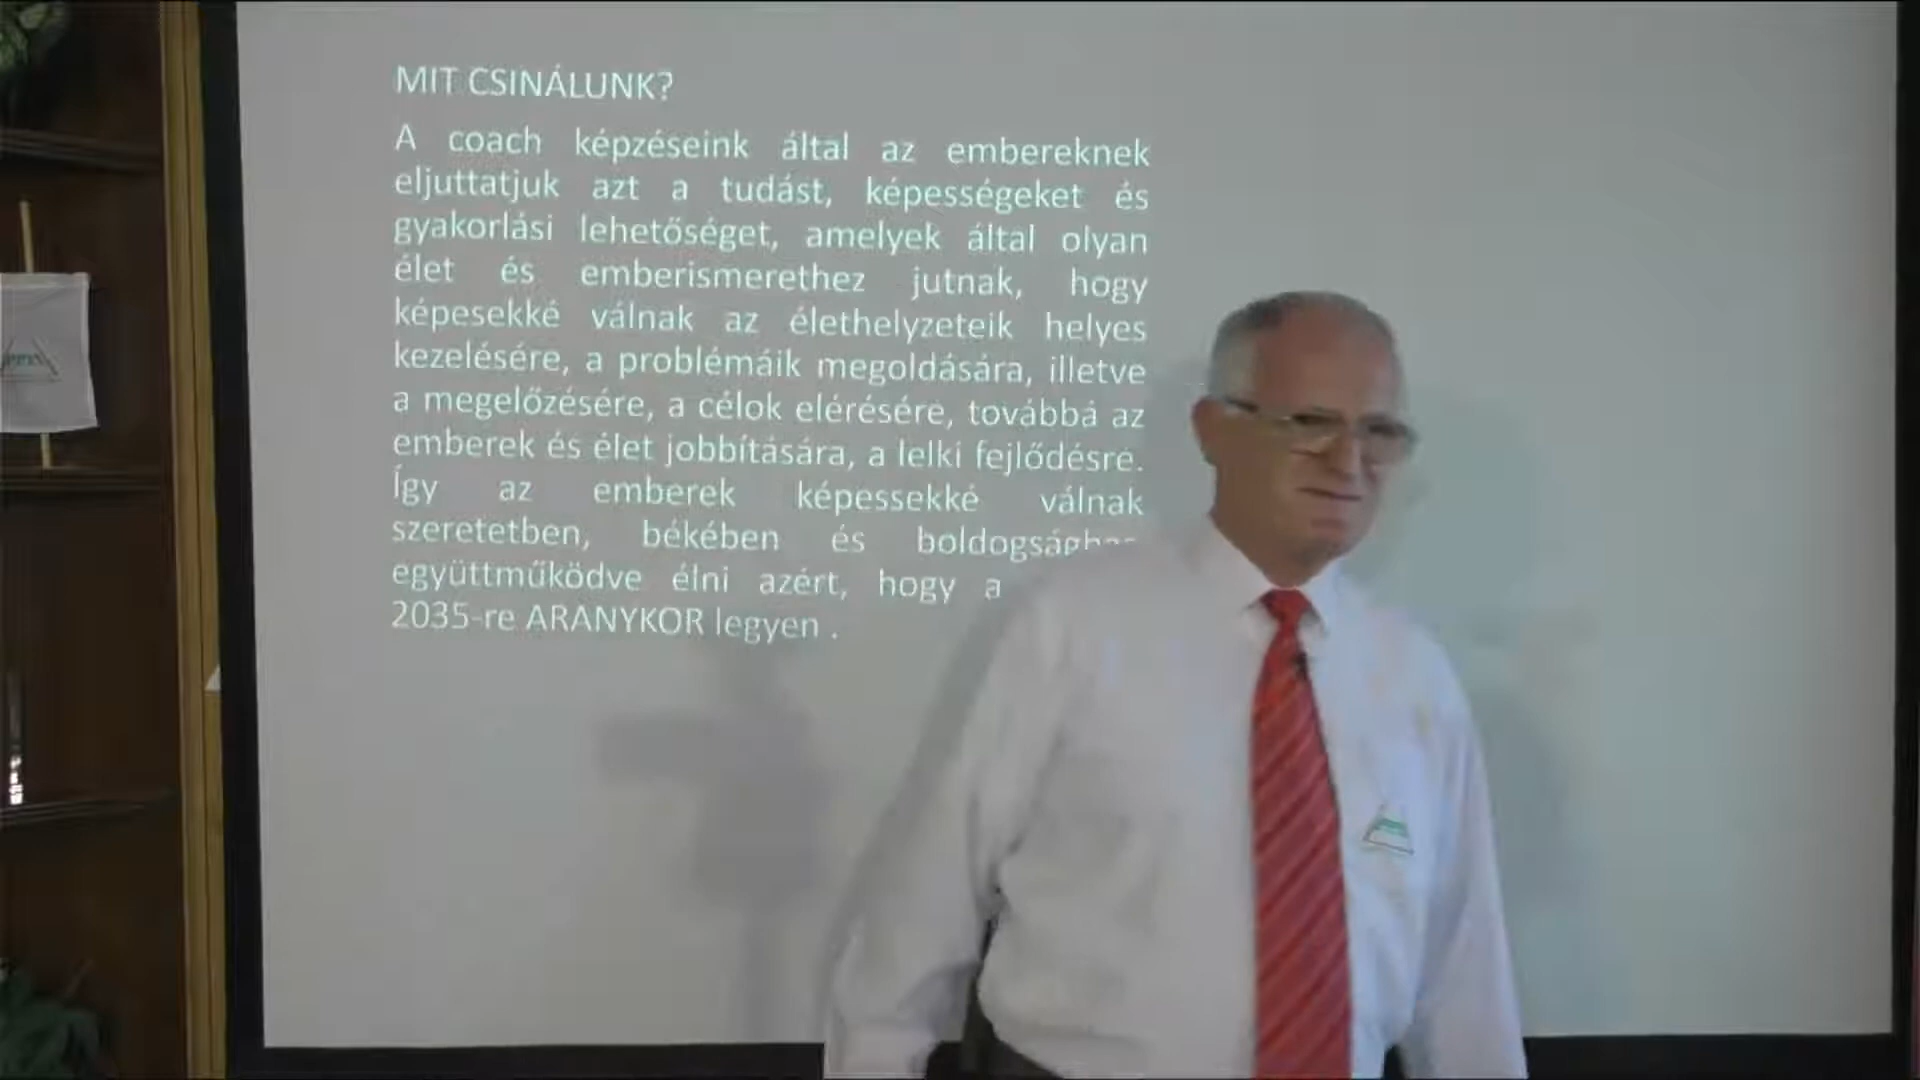 MIT CSINÁLUNK?
A coach képzéseink által az embereknek
eljuttatjuk azt a tudást, képességeket és
gyakorlási lehetőséget, amelyek által olyan
élet és emberismerethez jutnak, hogy
képesekké válnak az élethelyzeteik helyes
kezelésére, a problémáik megoldására, illetve
a megelőzésére, a célok elérésére, továbbá az
emberek és élet jobbítására, a lelki fejlődésre.
Így az emberek képessekké válnak
szeretetben, békében és
együttműködve élni azért, hogy a
2035-re ARANYKOR legyen .